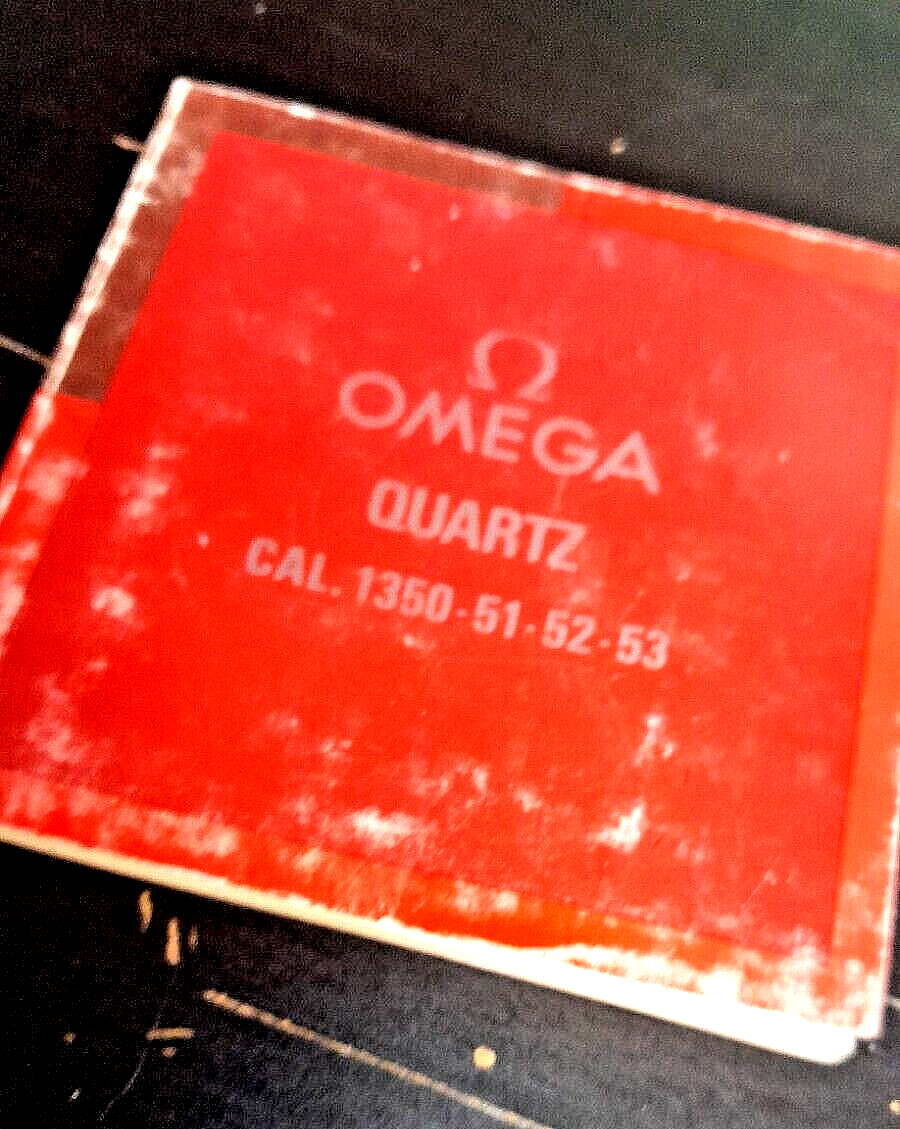 Ω
OMEGA
QUARTZ
CAL. 1350-51-52-53